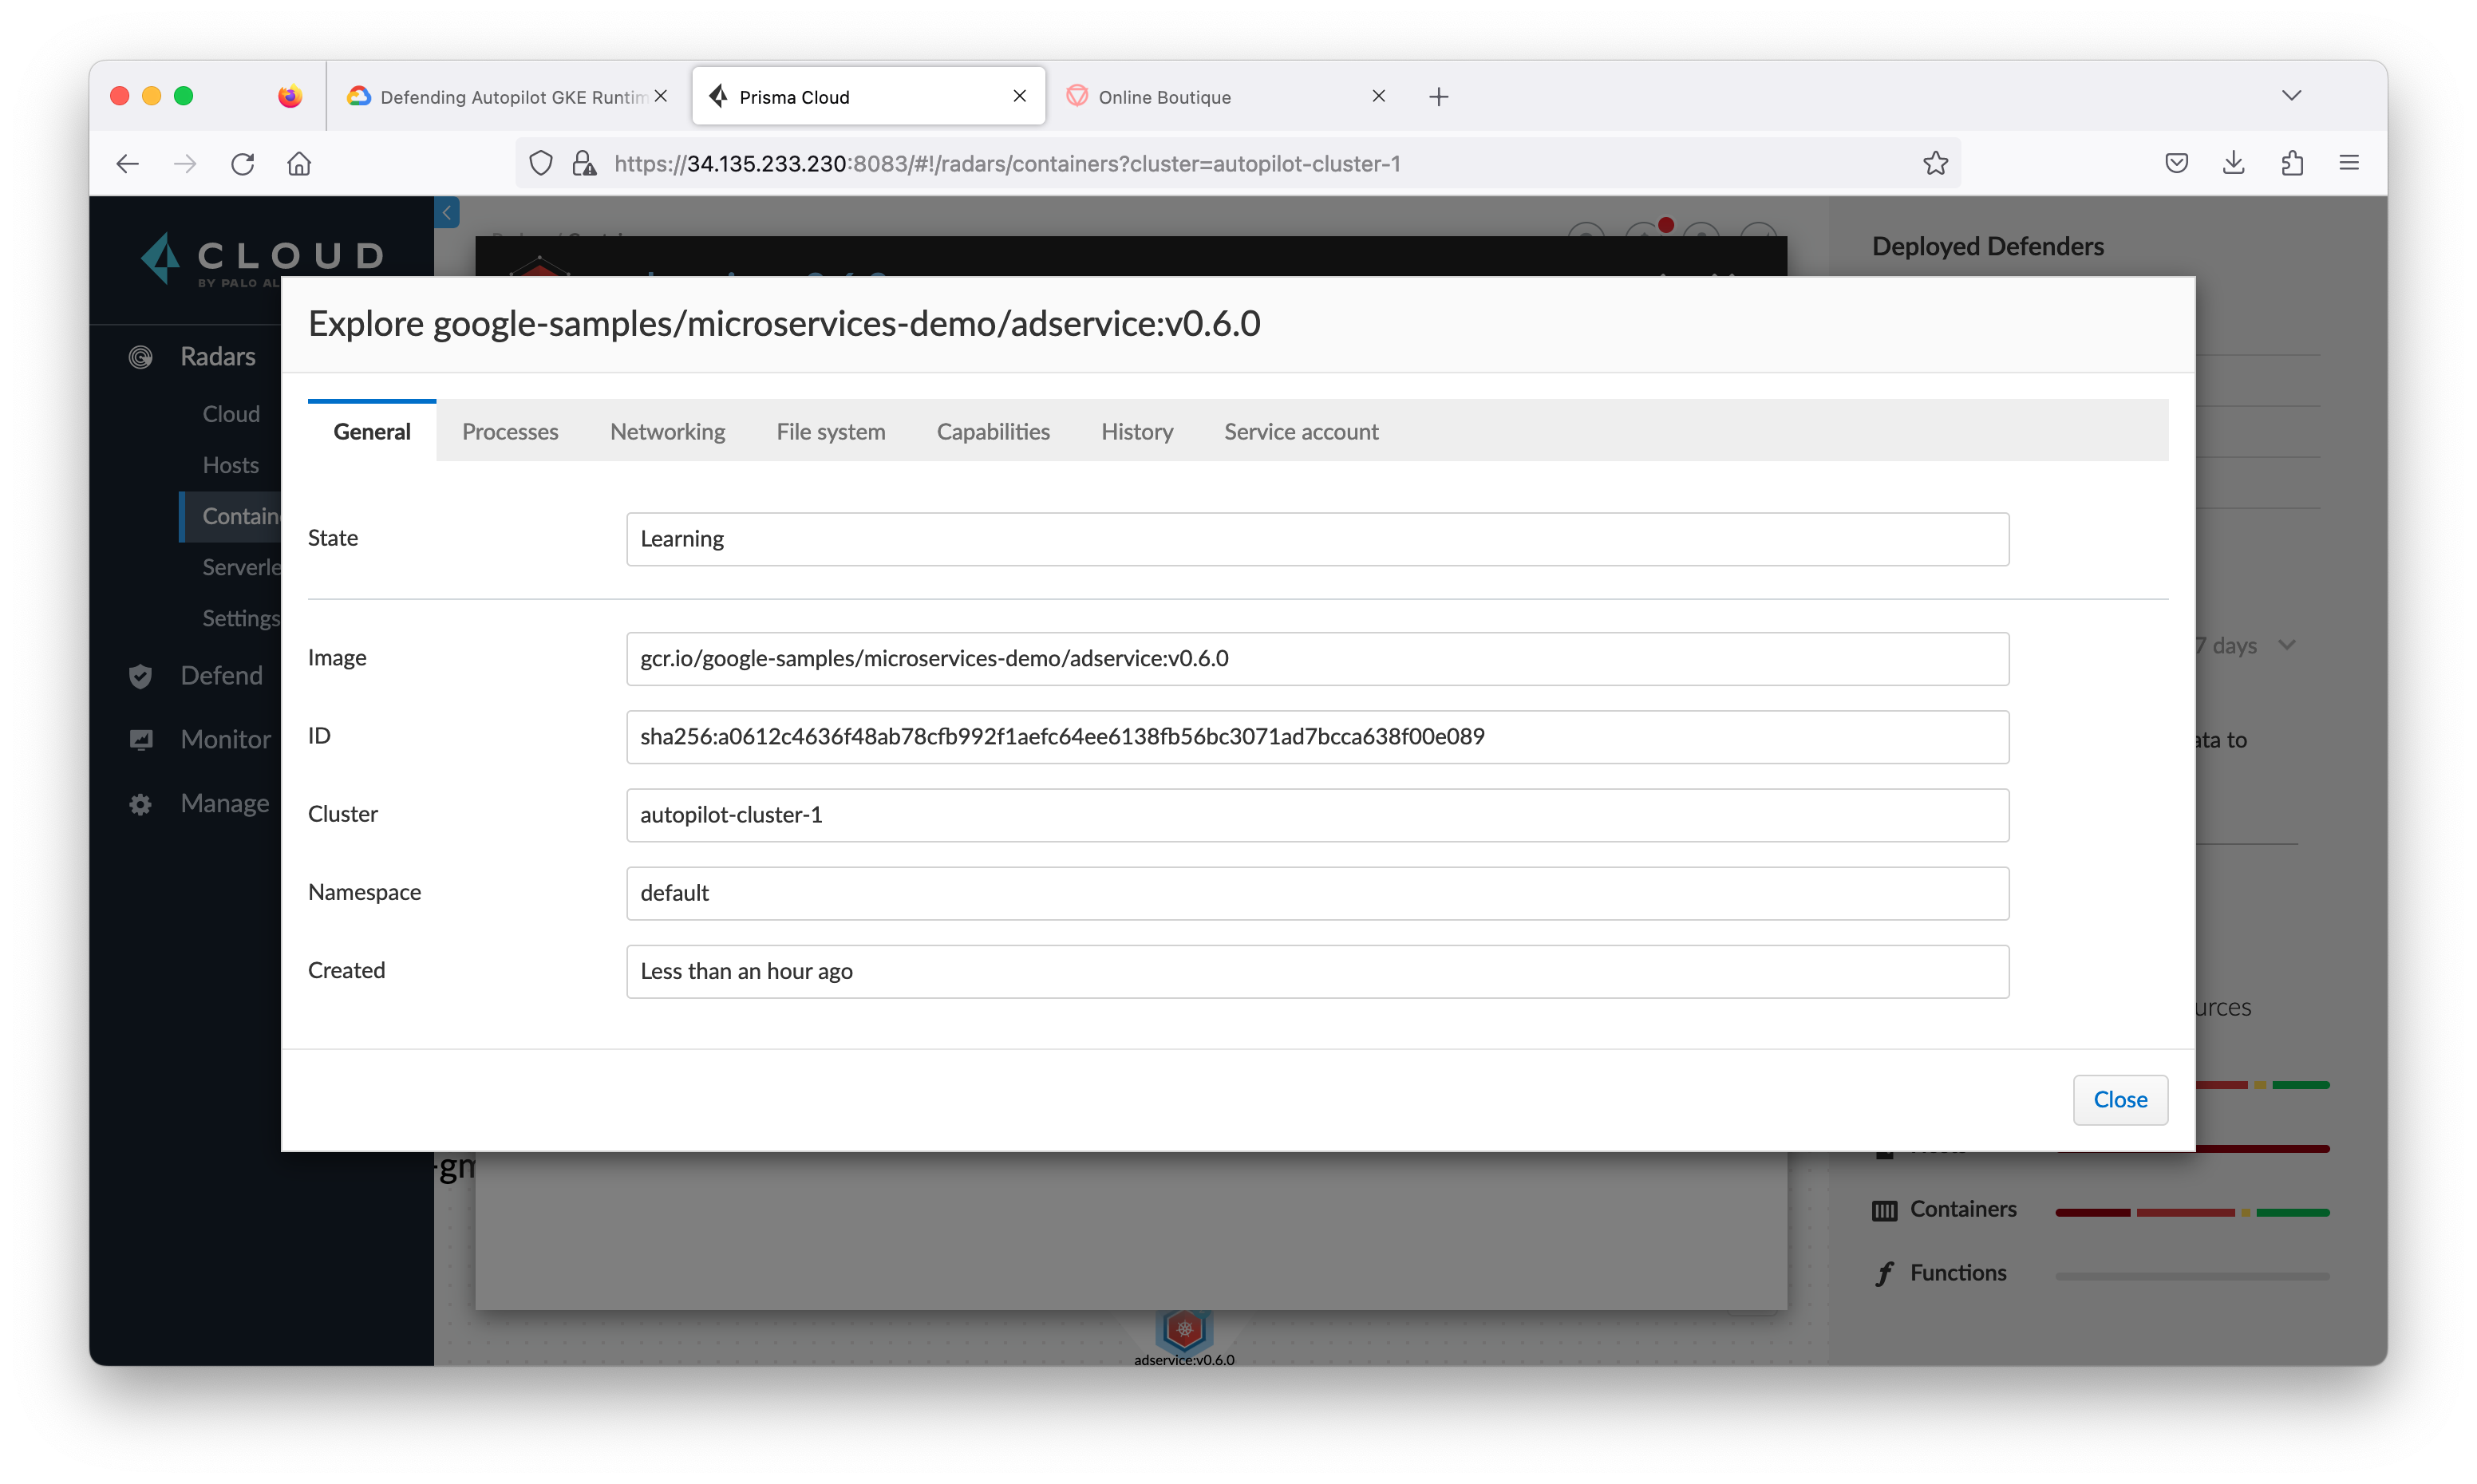 Defending Autopilot GKE Runtim
Prisma Cloud
Online Boutique
https://34.135.233.230:8083/#!/radars/containers?cluster=autopilot-cluster-1
CLOUD
BY PALO AL
Deployed Defenders
Explore google-samples/microservices-demo/adservice:v0.6.0
Radars
Cloud
Hosts
Contain
Serverle
Settings
Defend
Monitor
Manage
General Processes Networking File system Capabilities History Service account
State Learning
Image gcr.io/google-samples/microservices-demo/adservice:v0.6.0
ID sha256:a0612c4636f48ab78cfb992f1aefc64ee6138fb56bc3071ad7bcca638f00e089
Cluster autopilot-cluster-1
Namespace default
Created Less than an hour ago
Close
7 days
ata to
urces
-gm
Containers
Functions
adservice:v0.6.0